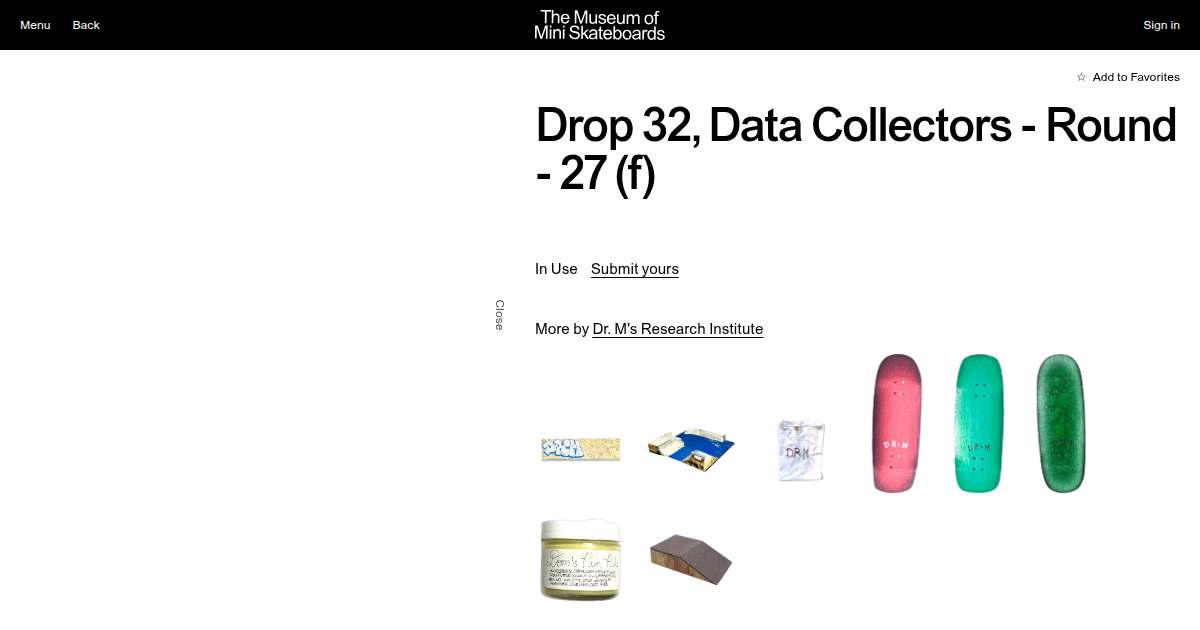 Menu
Back
The Museum of
Mini Skateboards
Sign in
☆ Add to Favorites
Drop 32, Data Collectors - Round
- 27 (f)
In Use
Submit yours
Close
More by Dr. M's Research Institute
DR.M
DR.M
DRM